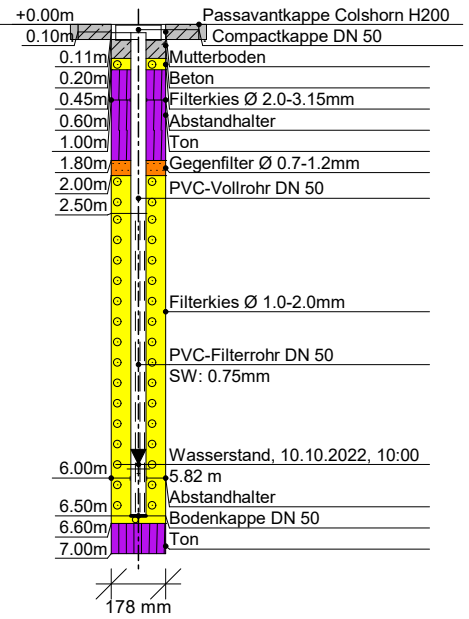 +0.00m Passavantkappe Colshorn H200
0.10m Compactkappe DN 50
0.11m Mutterboden
0.20m Beton
0.45m Filterkies Ø 2.0-3.15mm
0.60m Abstandhalter
1.00m Ton
1.80m Gegenfilter Ø 0.7-1.2mm
2.00m PVC-Vollrohr DN 50
2.50m
Filterkies Ø 1.0-2.0mm
PVC-Filterrohr DN 50
SW: 0.75mm
Wasserstand, 10.10.2022, 10:00
6.00m 5.82 m
Abstandhalter
6.50m Bodenkappe DN 50
6.60m Ton
7.00m
178 mm